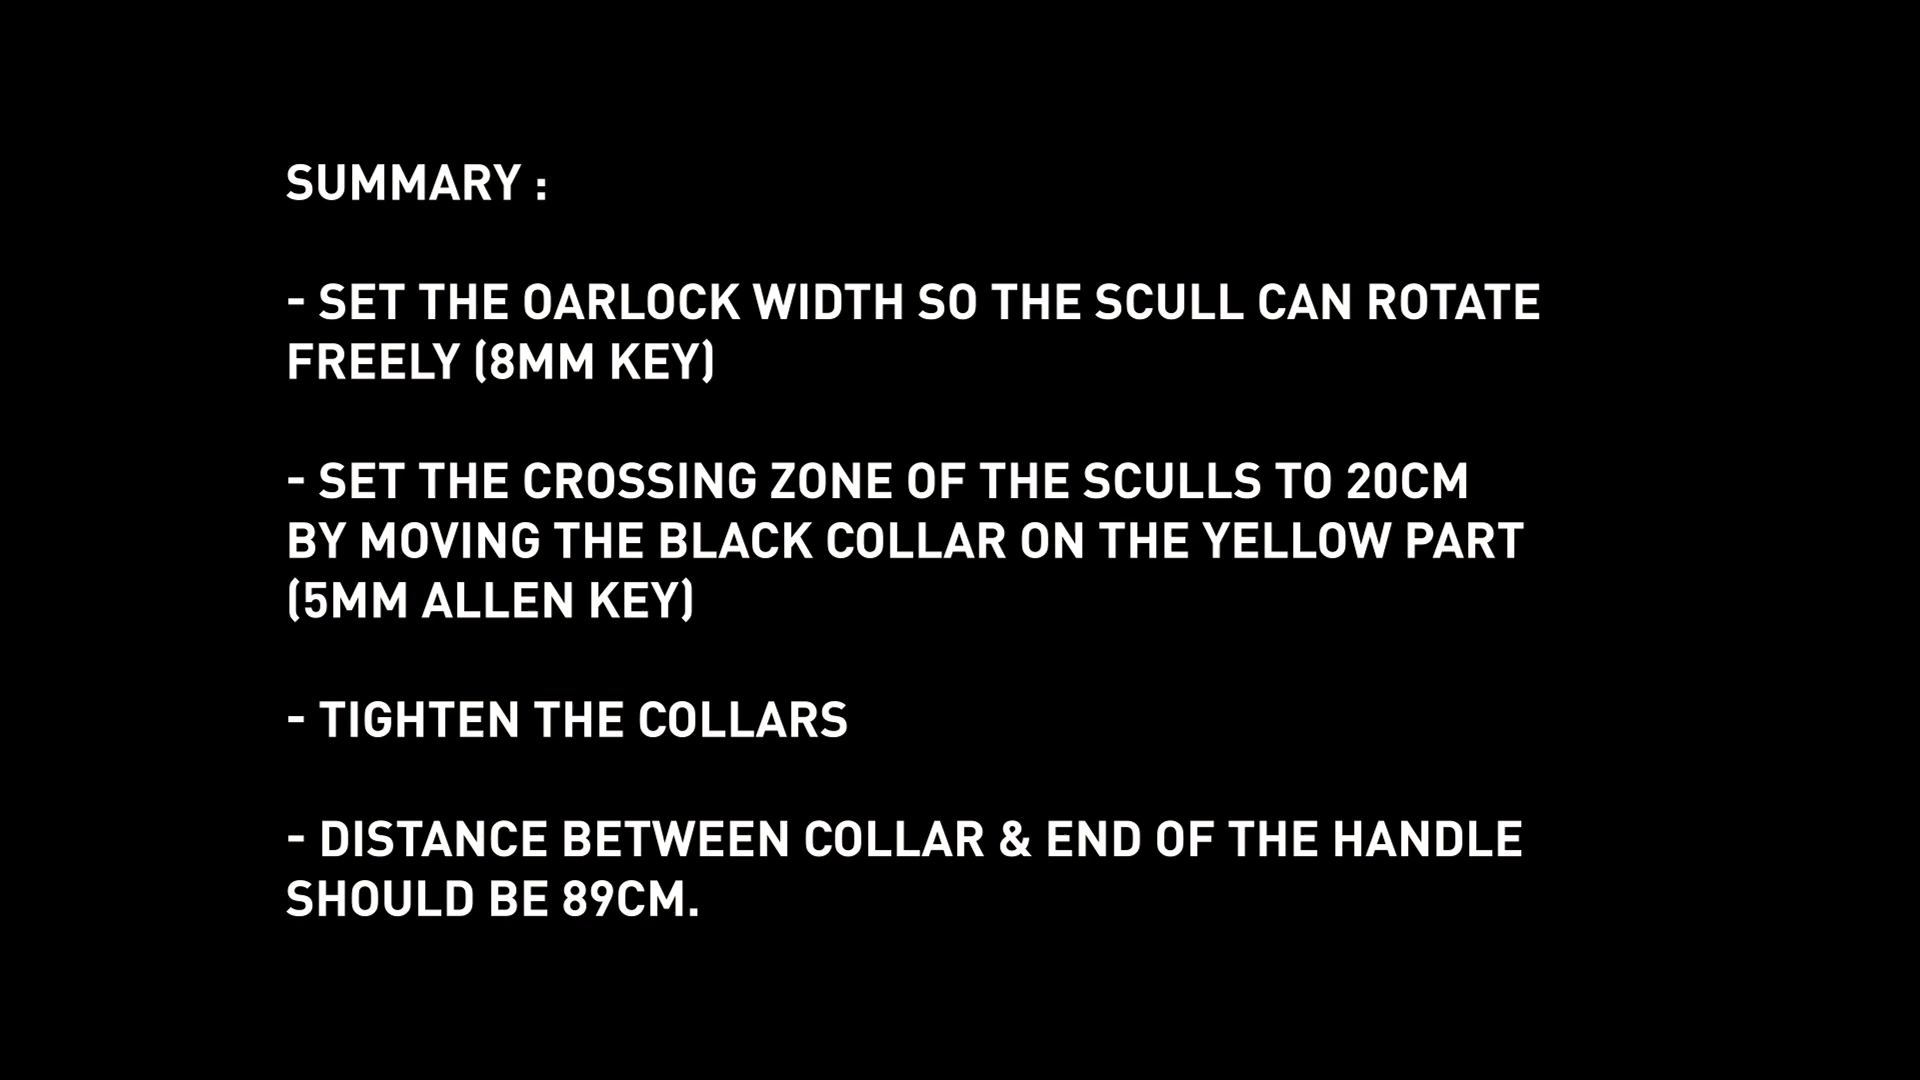 SUMMARY :
- SET THE OARLOCK WIDTH SO THE SCULL CAN ROTATE
FREELY (8MM KEY)
- SET THE CROSSING ZONE OF THE SCULLS TO 20CM
BY MOVING THE BLACK COLLAR ON THE YELLOW PART
(5MM ALLEN KEY)
- TIGHTEN THE COLLARS
- DISTANCE BETWEEN COLLAR & END OF THE HANDLE
SHOULD BE 89CM.